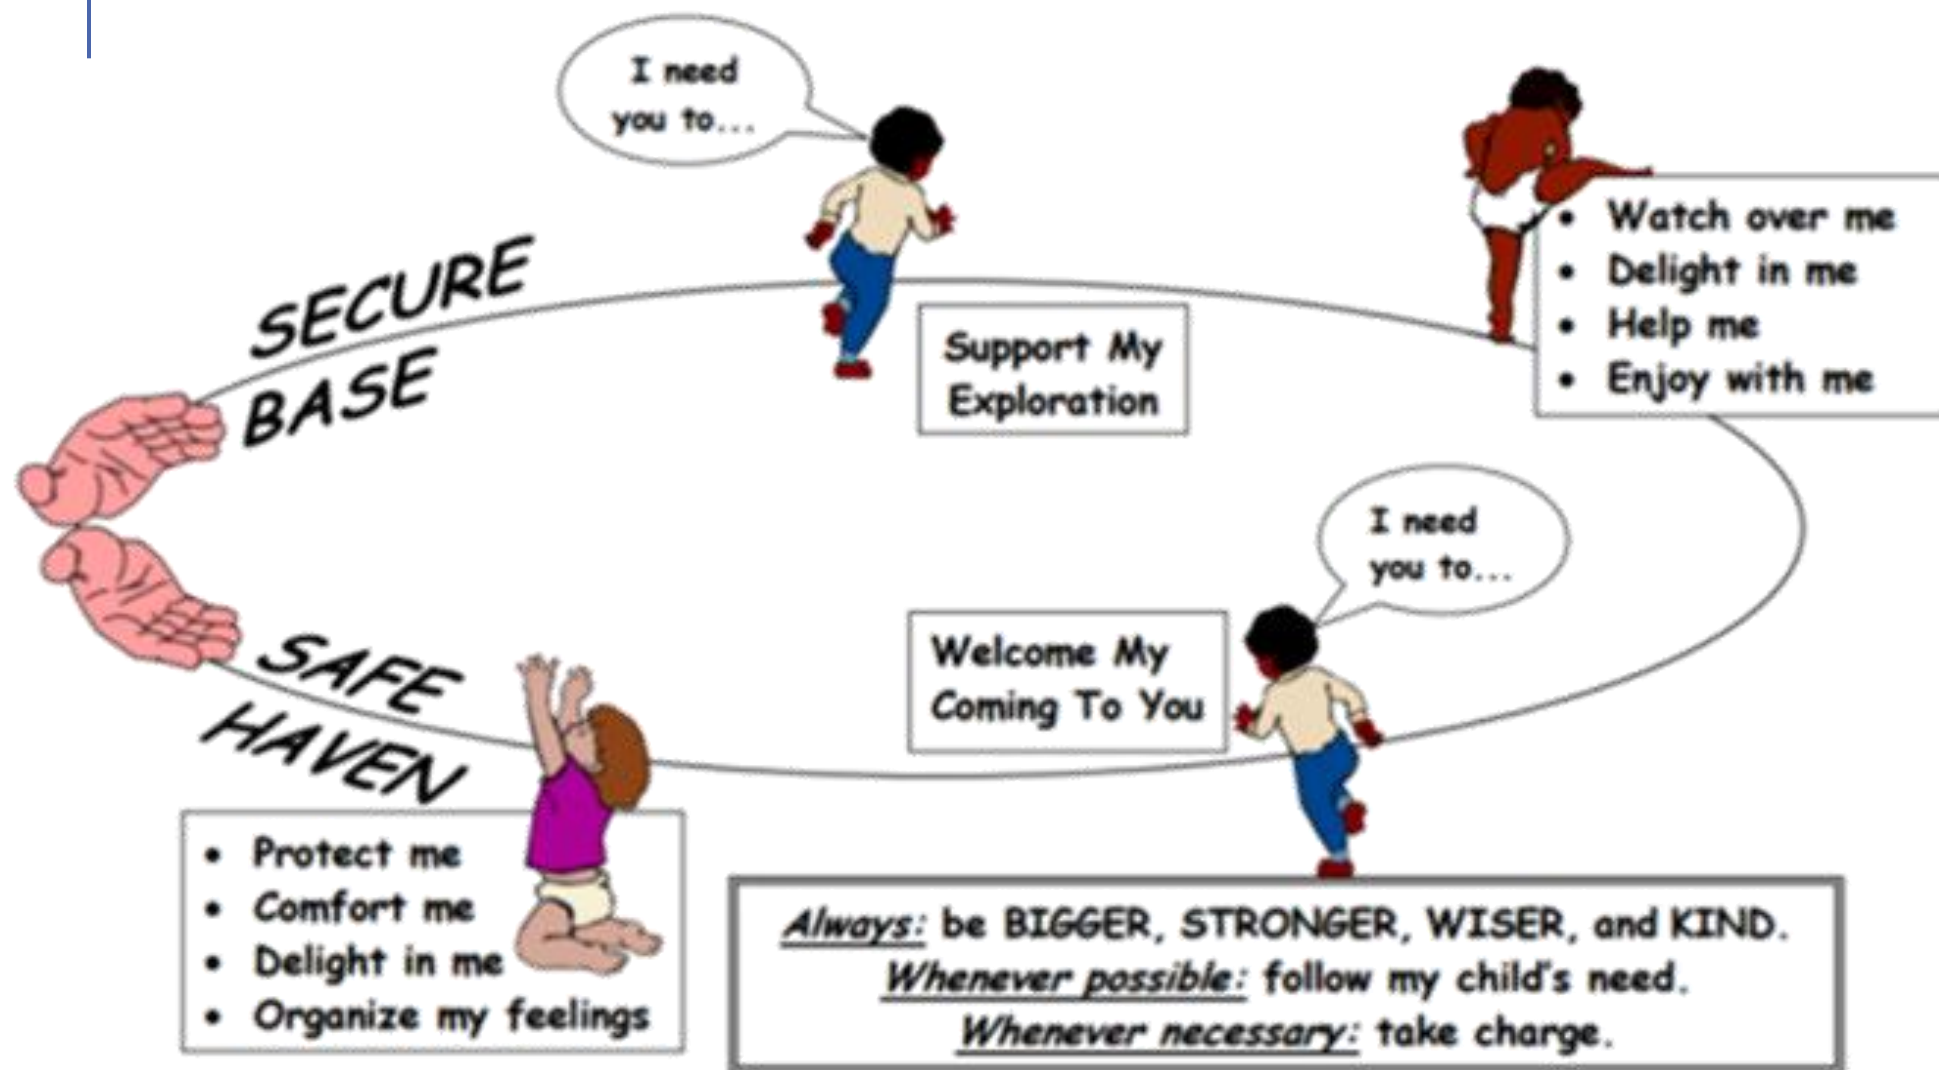 I need
you to...
SECURE
BASE
Support My
Exploration
• Watch over me
• Delight in me
• Help me
• Enjoy with me
I need
you to...
Welcome My
Coming To You
SAFE
HAVEN
• Protect me
• Comfort me
• Delight in me
• Organize my feelings
Always: be BIGGER, STRONGER, WISER, and KIND.
Whenever possible: follow my child's need.
Whenever necessary: take charge.